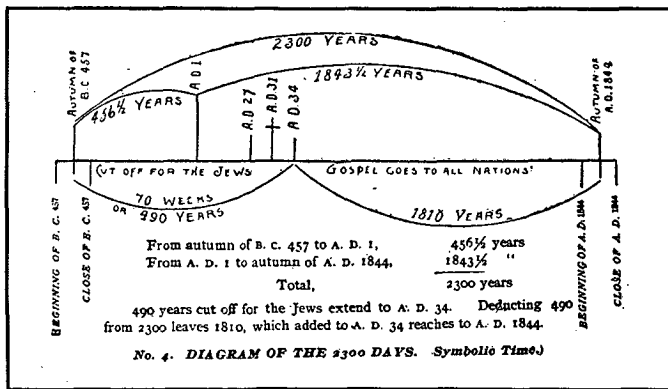 2300 YEARS
AUTUMN OF
B.C 457
A D 1
1843½ YEARS
AUTUMN OF
A.D.1844
456½ YEARS
A D 27
A.D.31
A.D.34
CUT OFF FOR THE JEWS
GOSPEL GOES TO ALL NATIONS
70 WEEKS
OR 490 YEARS
1810 YEARS
BEGINNING OF B. C. 457
CLOSE OF B. C. 457
BEGINNING OF A. D. 1844
CLOSE OF A. D. 1844
From autumn of B. C. 457 to A. D. 1, 456½ years
From A. D. 1 to autumn of A. D. 1844, 1843½ "
Total, 2300 years
490 years cut off for the Jews extend to A. D. 34. Deducting 490
from 2300 leaves 1810, which added to A. D. 34 reaches to A. D. 1844.
No. 4. DIAGRAM OF THE 2300 DAYS. Symbolic Time.)